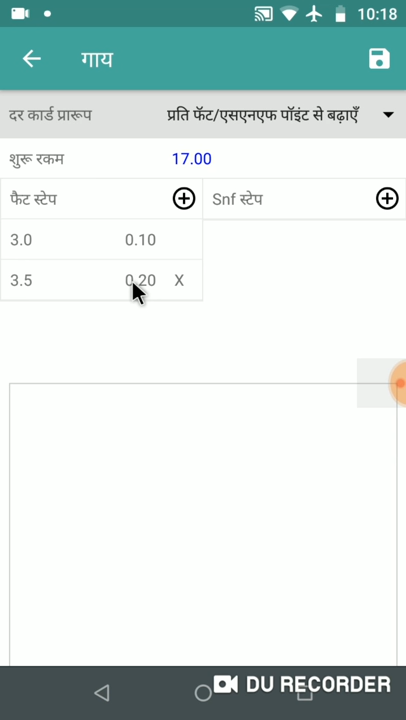 10:18
गाय
दर कार्ड प्रारूप प्रति फॅट/एसएनएफ पॉइंट से बढ़ाएँ
शुरू रकम 17.00
फैट स्टेप Snf स्टेप
3.0 0.10
3.5 0.20 X
DU RECORDER